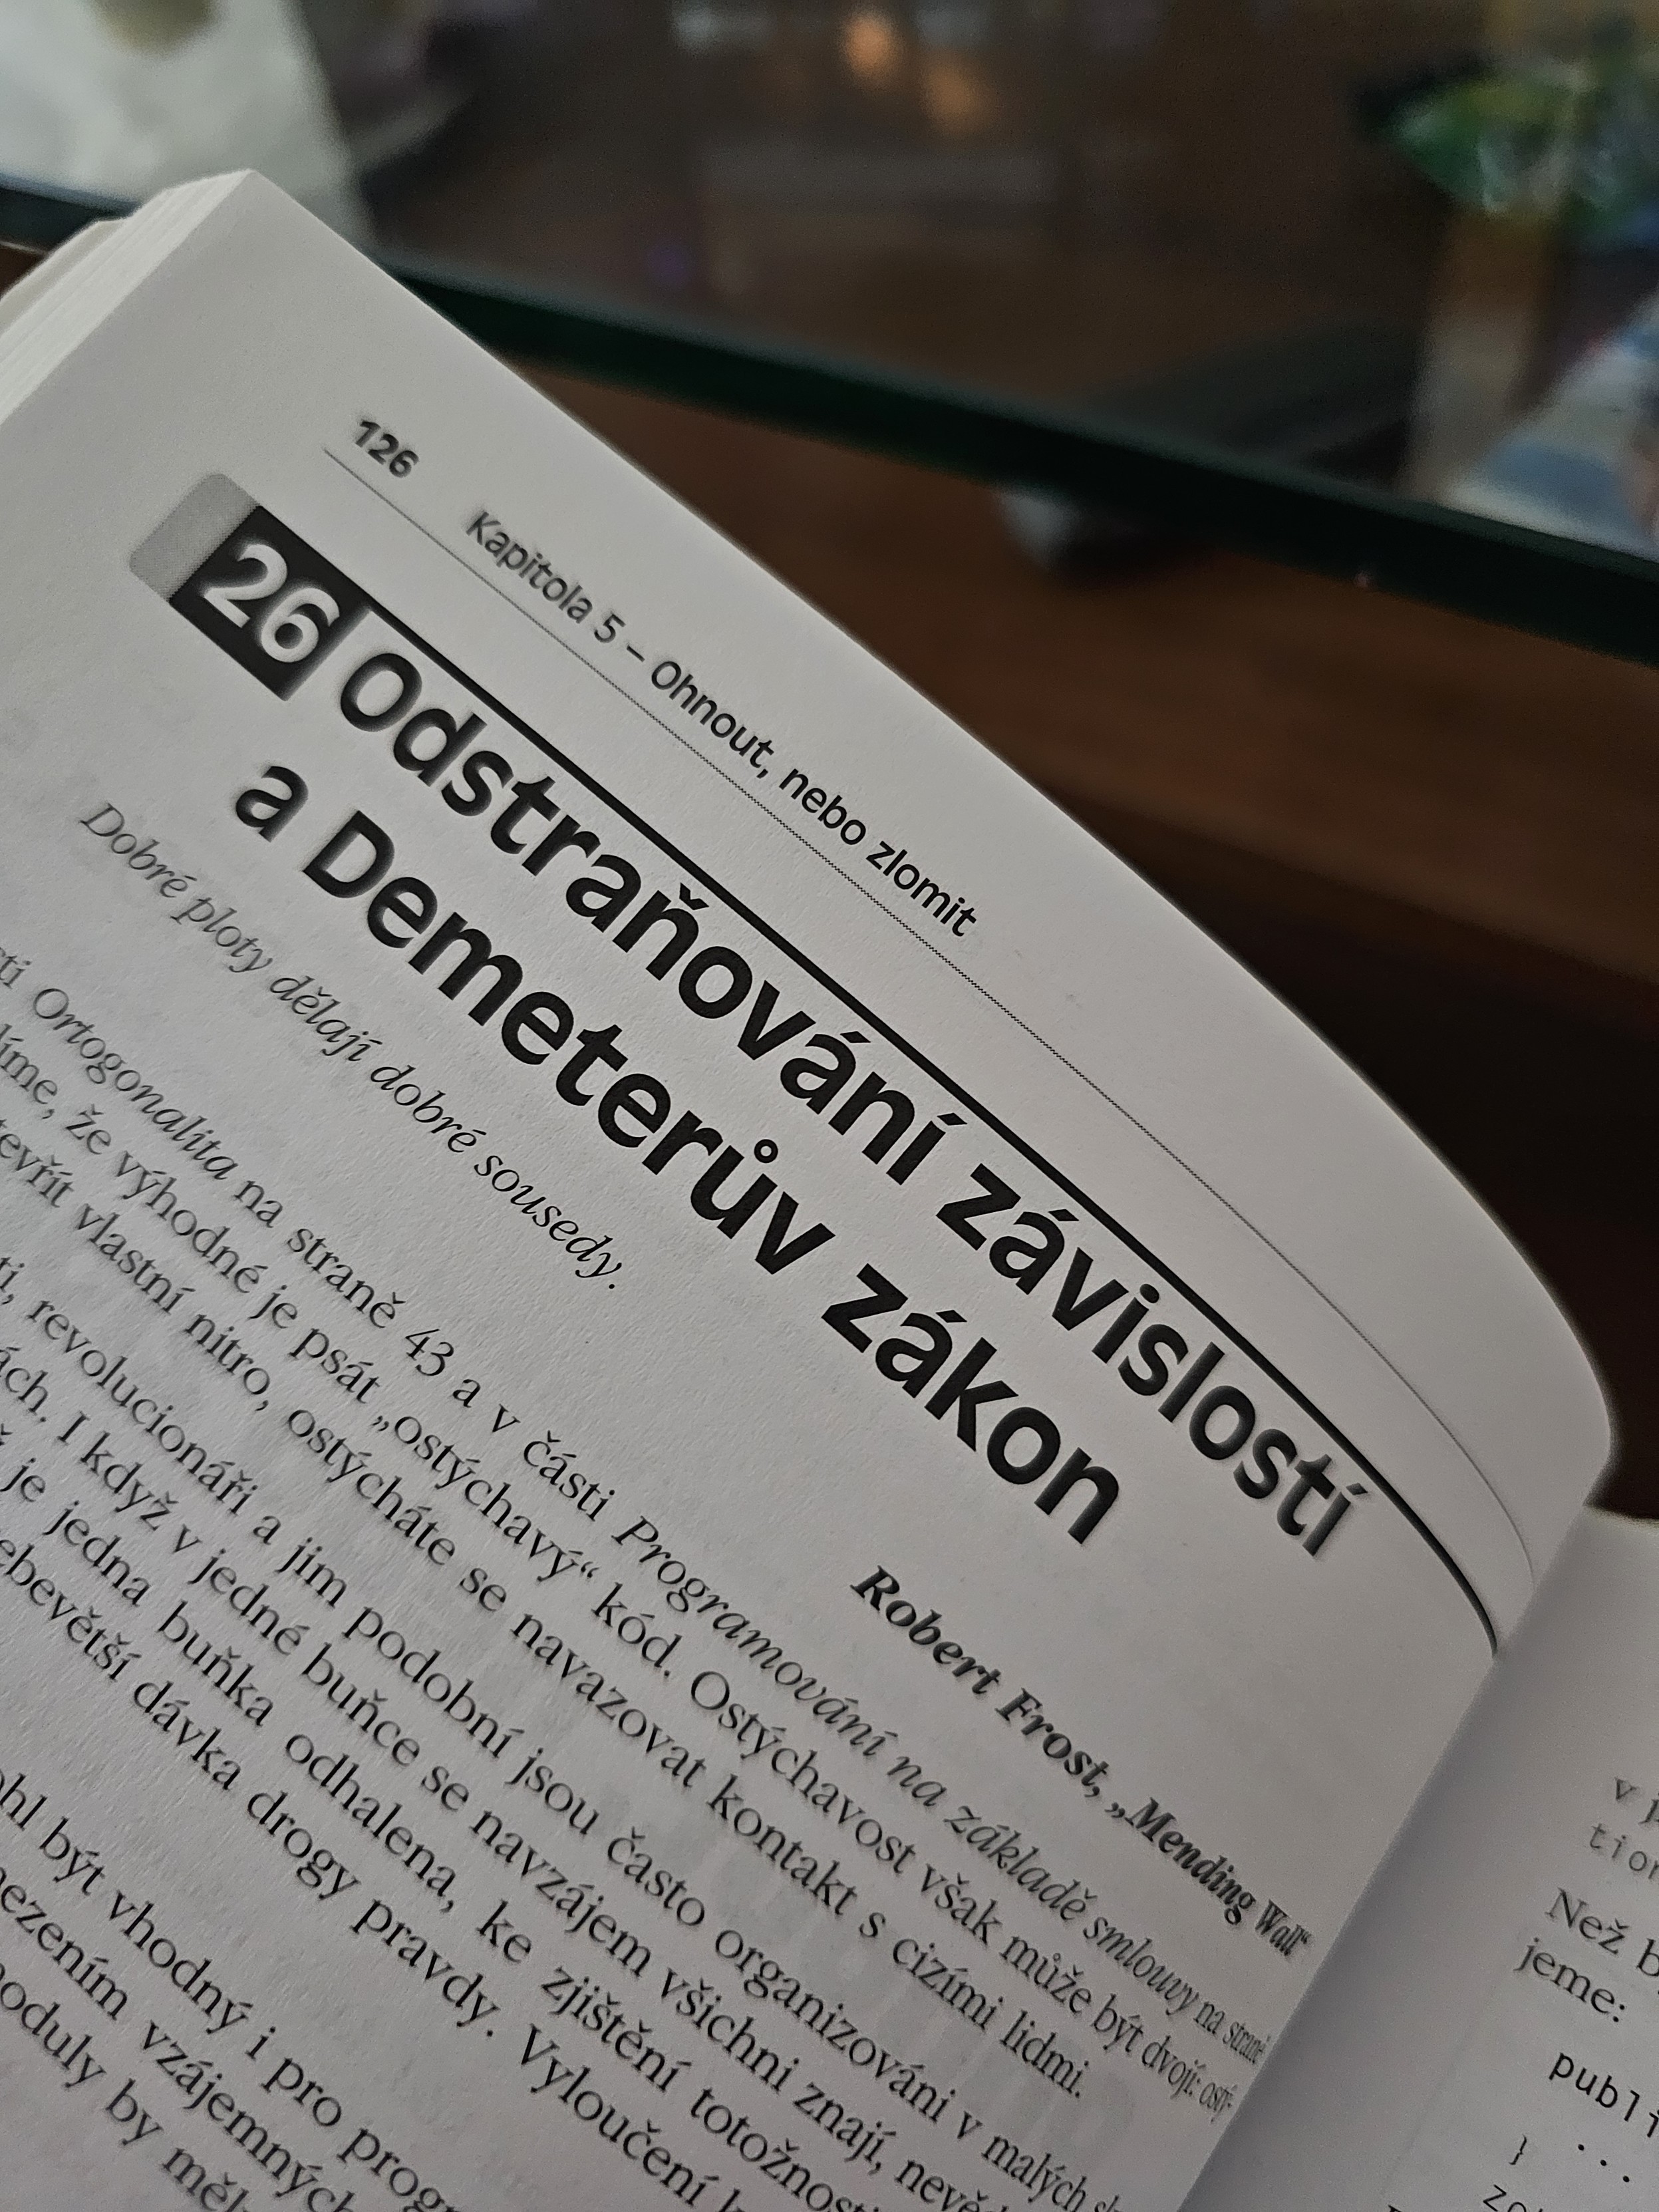 126 Kapitola 5 – Ohnout, nebo zlomit
26 Odstraňování závislostí
a Demeterův zákon
Dobré ploty dělají dobré sousedy.
Robert Frost, „Mending Wall“
Ortogonalita na straně 43 a v části Programování na základě smlouvy na straně
že výhodné je psát „ostýchavý“ kód. Ostýchavost však může být dvojí: ostý-
vlastní nitro, ostýcháte se navazovat kontakt s cizími lidmi.
revolucionáři a jim podobní jsou často organizováni v malých
I když v jedné buňce se navzájem všichni znají,
je jedna buňka odhalena, ke zjištění
dávka drogy pravdy. Vyloučení
být vhodný i pro
vzájemných
by
v
Než
jeme:
}